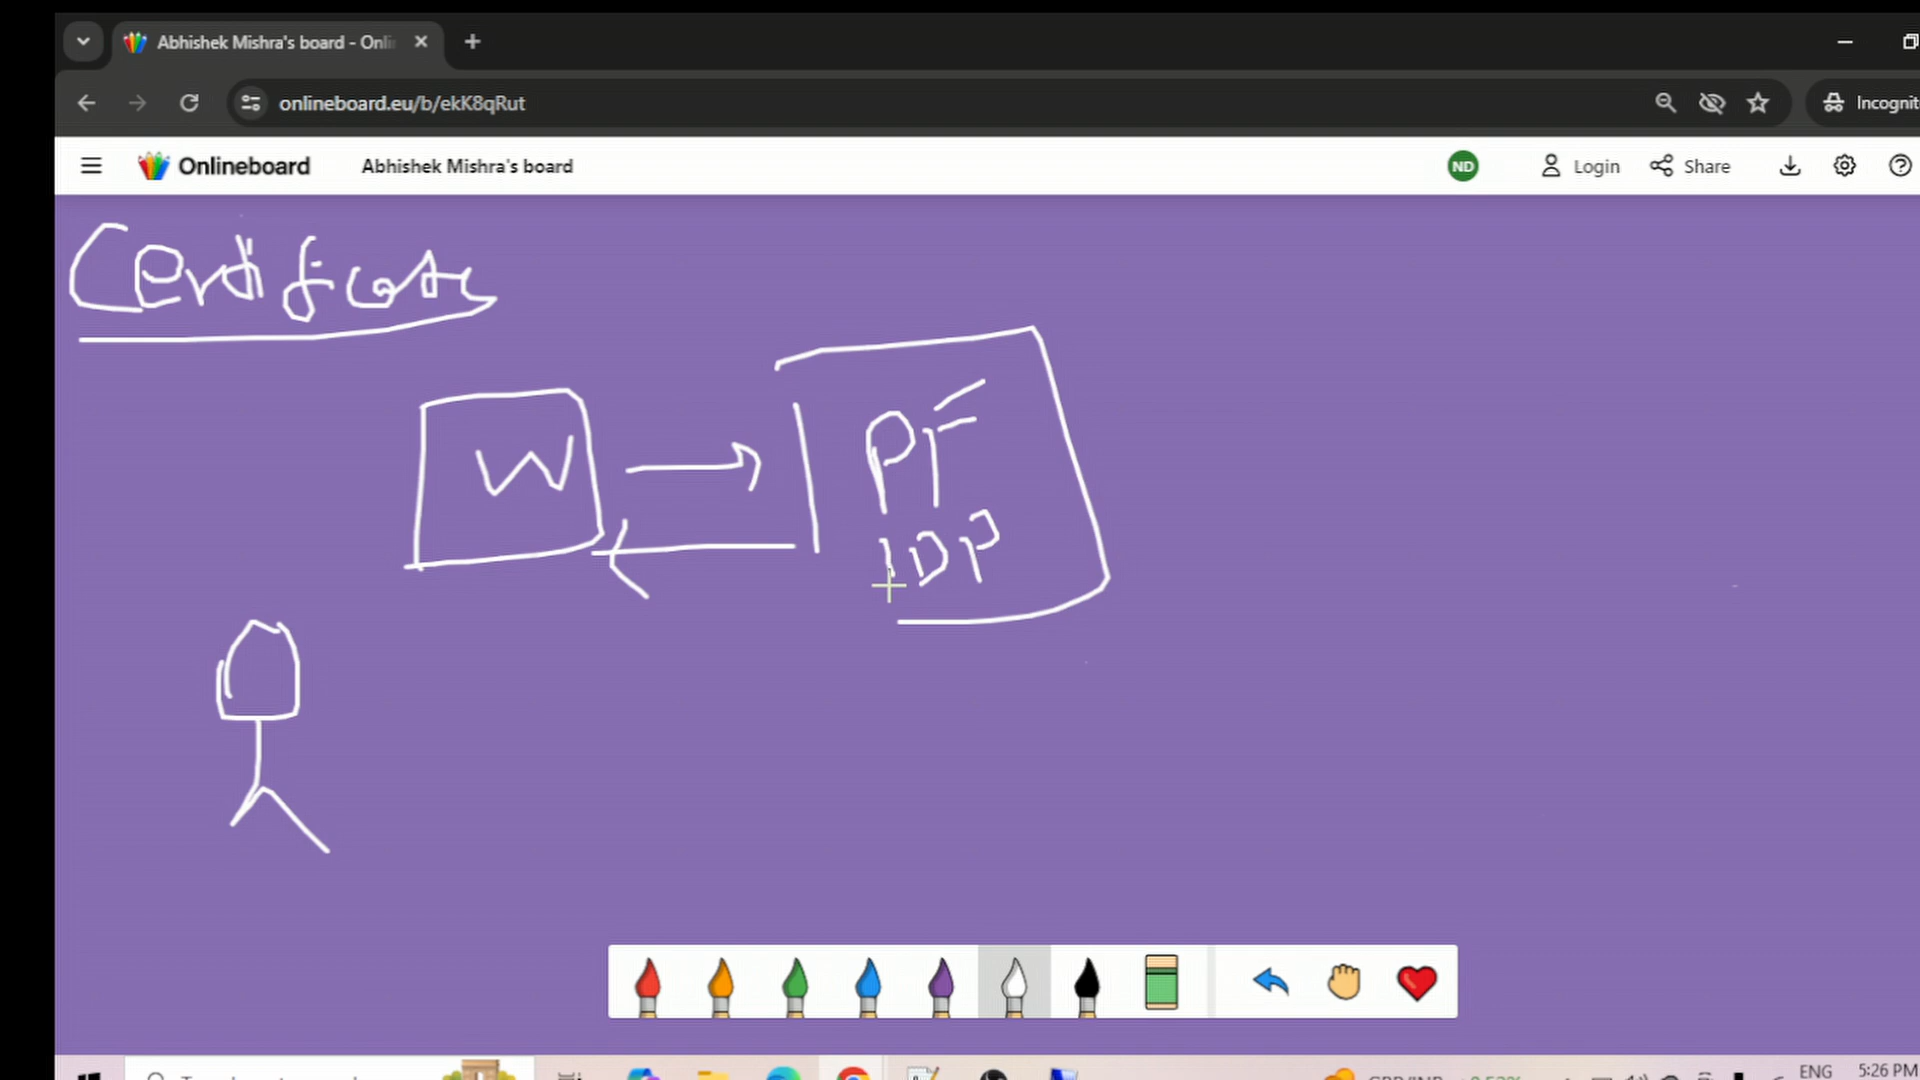 Abhishek Mishra's board - Onli
onlineboard.eu/b/ekK8qRut
Incognit
Onlineboard
Abhishek Mishra's board
ND
Login
Share
Certificate
W
PF
IDP
ENG
5:26 PM